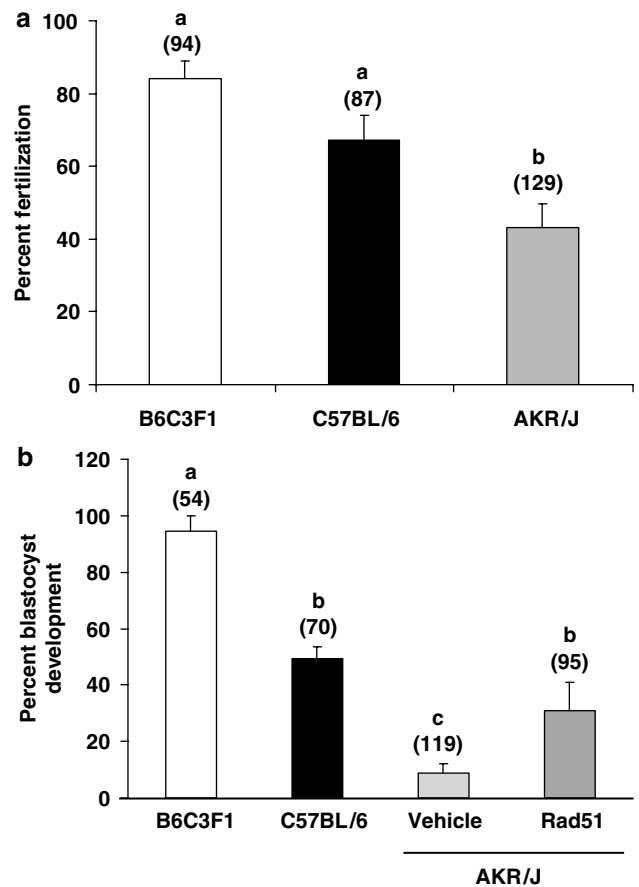 a
100
80
60
40
20
0
Percent fertilization
a
(94)
a
(87)
b
(129)
B6C3F1 C57BL/6 AKR/J
b
120
100
80
60
40
20
0
Percent blastocyst
development
a
(54)
b
(70)
c
(119)
b
(95)
B6C3F1 C57BL/6 Vehicle Rad51
AKR/J